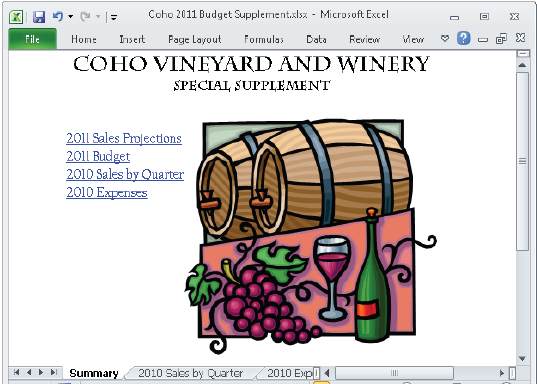 Coho 2011 Budget Supplement.xlsx - Microsoft Excel
File Home Insert Page Layout Formulas Data Review View
COHO VINEYARD AND WINERY
SPECIAL SUPPLEMENT
2011 Sales Projections
2011 Budget
2010 Sales by Quarter
2010 Expenses
Summary 2010 Sales by Quarter 2010 Exp